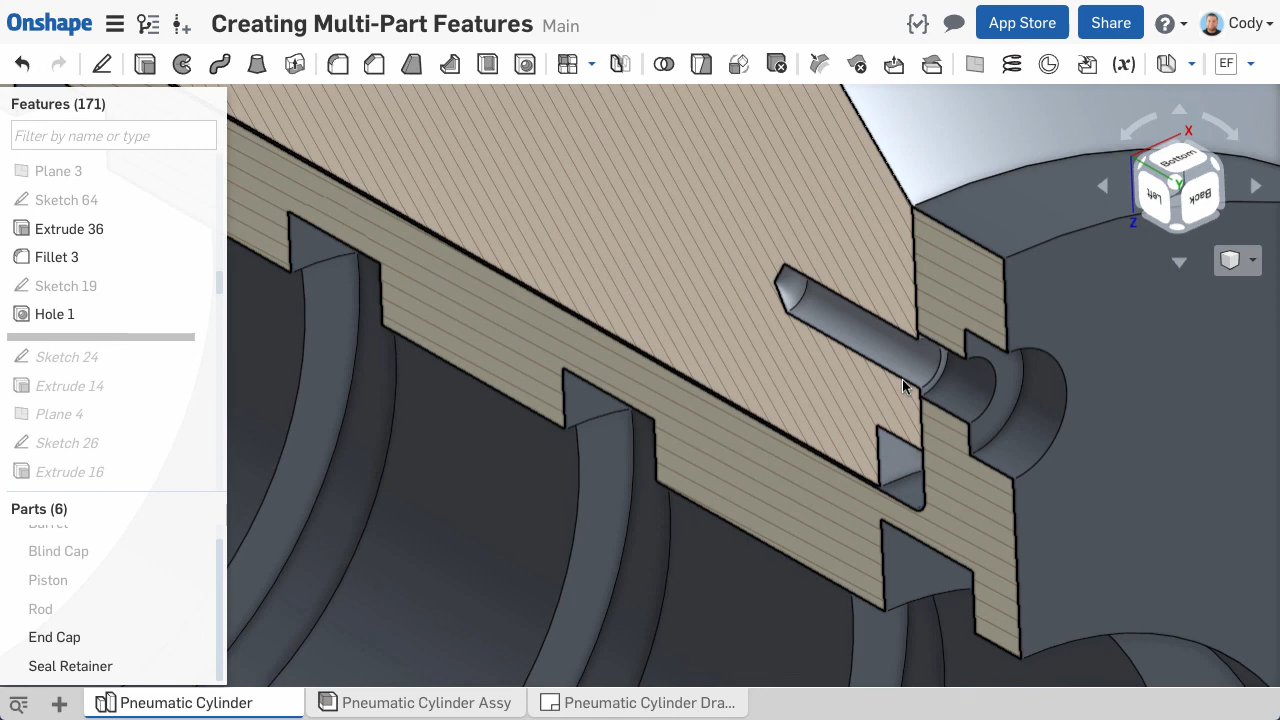 Onshape Creating Multi-Part Features Main App Store Share Cody
(x) EF
Features (171)
Filter by name or type
Plane 3
Sketch 64
Extrude 36
Fillet 3
Sketch 19
Hole 1
Sketch 24
Extrude 14
Plane 4
Sketch 26
Extrude 16
Parts (6)
Barrel
Blind Cap
Piston
Rod
End Cap
Seal Retainer
X
Bottom
Y
Left
Back
Z
Pneumatic Cylinder Pneumatic Cylinder Assy Pneumatic Cylinder Dra...